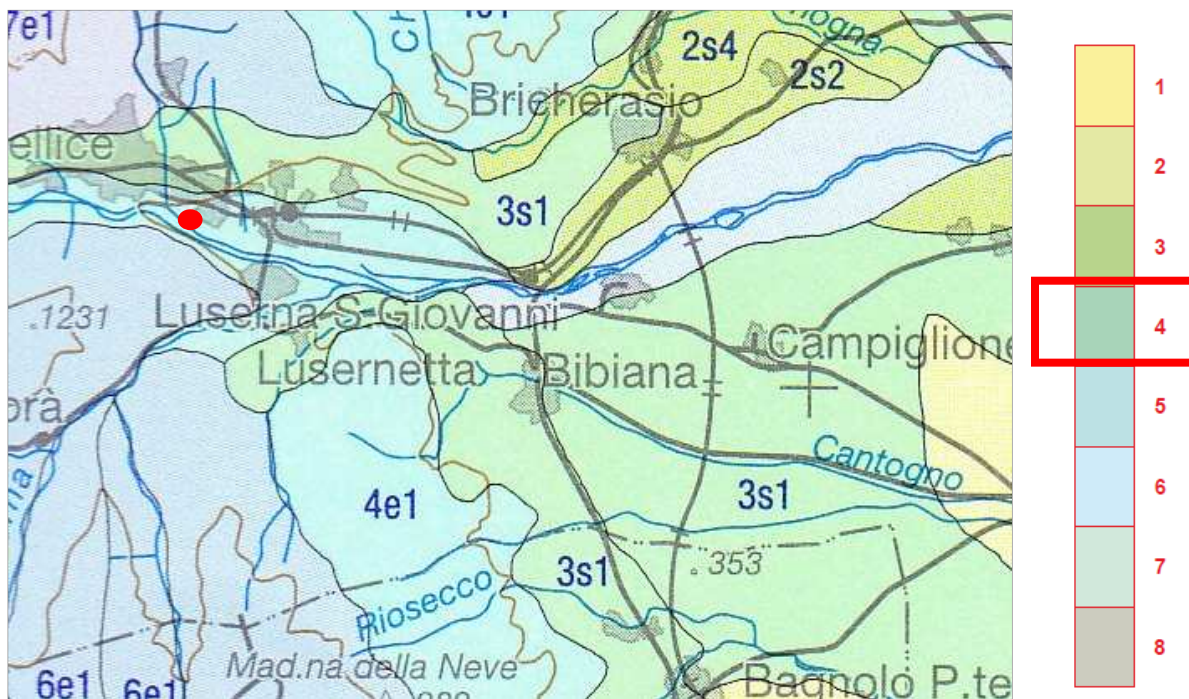 7e1
2s4
2s2
Bricherasio
ellice
3s1
.1231
Luserna S. Giovanni
Lusernetta
Bibiana
Campiglione
orà
Cantogno
4e1
3s1
3s1
.353
Riosecco
Mad.na della Neve
6e1
6e1
Bagnolo P.te
1
2
3
4
5
6
7
8